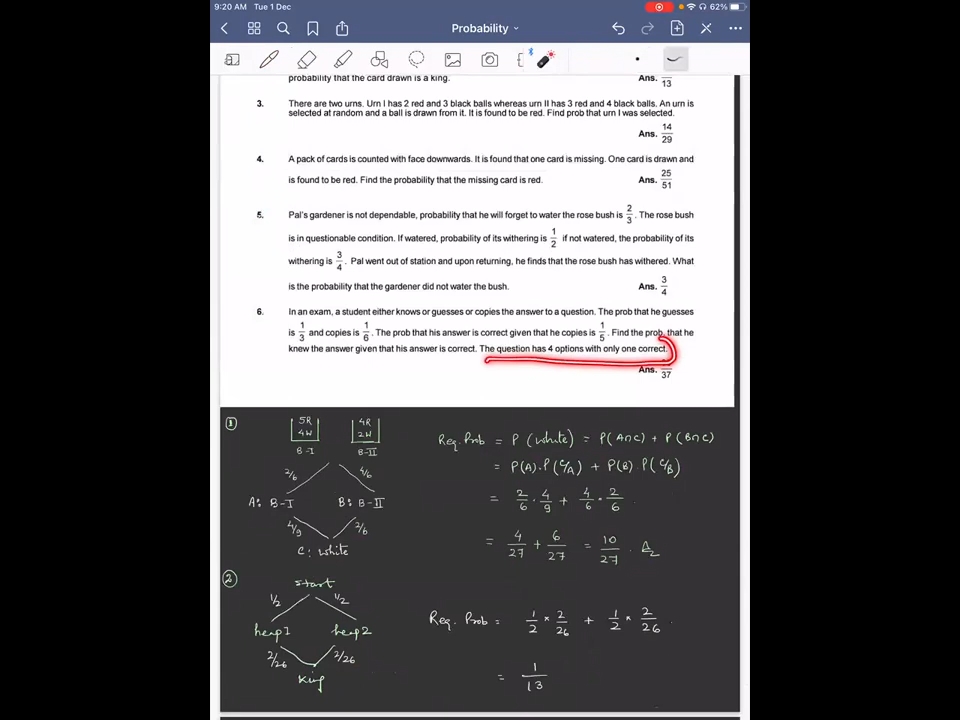 9:20 AM Tue 1 Dec
62%
Probability
probability that the card drawn is a king. Ans. 13
3. There are two urns. Urn I has 2 red and 3 black balls whereas urn II has 3 red and 4 black balls. An urn is
selected at random and a ball is drawn from it. It is found to be red. Find prob that urn I was selected.
Ans. 14/29
4. A pack of cards is counted with face downwards. It is found that one card is missing. One card is drawn and
is found to be red. Find the probability that the missing card is red. Ans. 25/51
5. Pal's gardener is not dependable, probability that he will forget to water the rose bush is 2/3. The rose bush
is in questionable condition. If watered, probability of its withering is 1/2 if not watered, the probability of its
withering is 3/4. Pal went out of station and upon returning, he finds that the rose bush has withered. What
is the probability that the gardener did not water the bush. Ans. 3/4
6. In an exam, a student either knows or guesses or copies the answer to a question. The prob that he guesses
is 1/3 and copies is 1/6. The prob that his answer is correct given that he copies is 1/5. Find the prob, that he
knew the answer given that his answer is correct. The question has 4 options with only one correct.
Ans. 37
①
5R 4R
4W 2W
B-I B-II
2/6 4/6
A: B-I B: B-II
4/9 2/6
C: White
Req. Prob = P(White) = P(A∩C) + P(B∩C)
= P(A).P(C/A) + P(B).P(C/B)
= 2/6 . 4/9 + 4/6 . 2/6
= 4/27 + 6/27 = 10/27 .
②
start
1/2 1/2
heap1 heap2
2/26 2/26
King
Req. Prob = 1/2 × 2/26 + 1/2 × 2/26 .
= 1/13